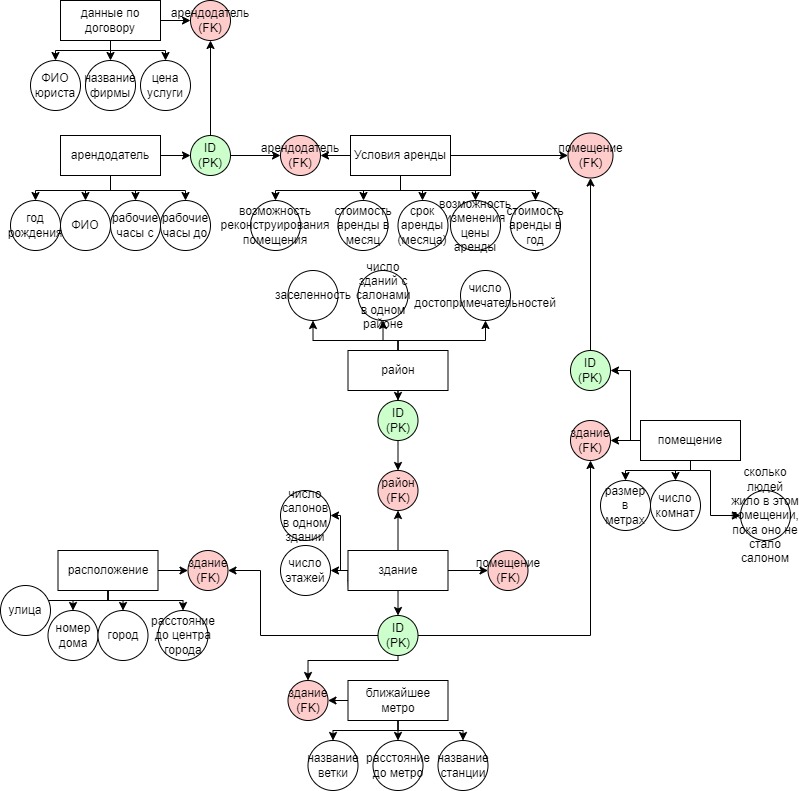 данные по
договору
арендодатель
(FK)
ФИО
юриста
название
фирмы
цена
услуги
арендодатель
ID
(PK)
арендодатель
(FK)
Условия аренды
помещение
(FK)
год
рождения
ФИО
рабочие
часы с
рабочие
часы до
возможность
реконструирования
помещения
стоимость
аренды в
месяц
срок
аренды
(месяца)
возможность
изменения
цены
аренды
стоимость
аренды в
год
заселенность
число
зданий с
салонами
в одном
районе
число
достопримечательностей
район
ID
(PK)
ID
(PK)
здание
(FK)
помещение
район
(FK)
размер
в
метрах
число
комнат
сколько
людей
жило в этом
помещении,
пока оно не
стало
салоном
число
салонов
в одном
здании
число
этажей
здание
помещение
(FK)
расположение
здание
(FK)
улица
номер
дома
город
расстояние
до центра
города
ID
(PK)
здание
(FK)
ближайшее
метро
название
ветки
расстояние
до метро
название
станции